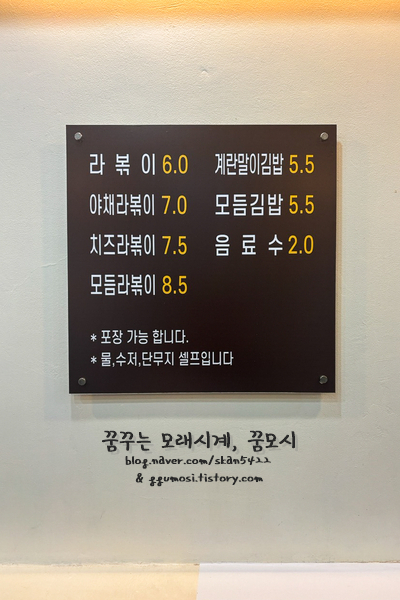 라볶이 6.0
야채라볶이 7.0
치즈라볶이 7.5
모듬라볶이 8.5
계란말이김밥 5.5
모듬김밥 5.5
음료수 2.0
* 포장 가능 합니다.
* 물,수저,단무지 셀프입니다
꿈꾸는 모래시계, 꿈모시
blog.naver.com/skan5422
& ggumosi.tistory.com